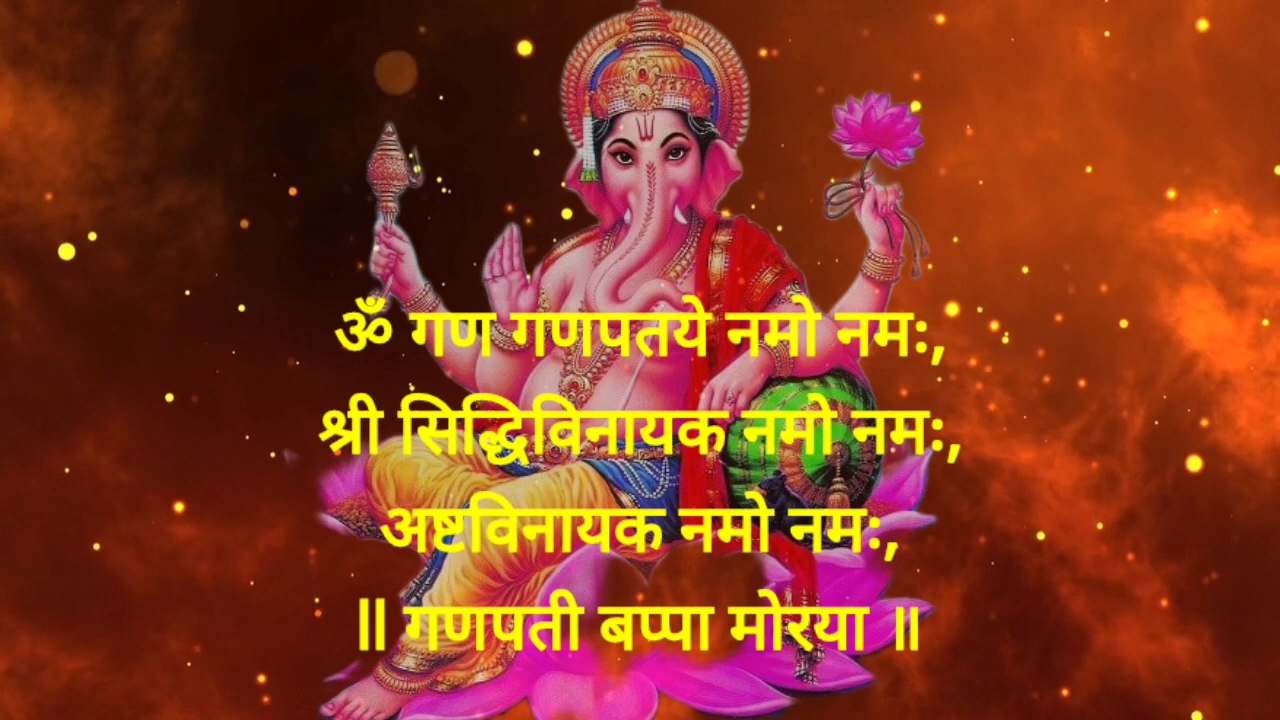 ॐ गण गणपतये नमो नमः,
श्री सिद्धिविनायक नमो नमः,
अष्टविनायक नमो नमः,
॥ गणपती बप्पा मोरया ॥